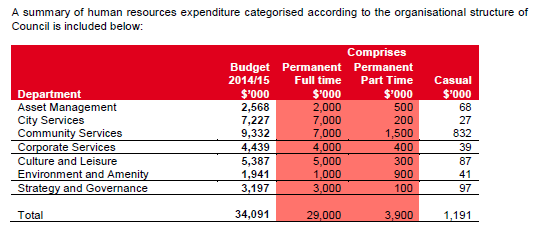 A summary of human resources expenditure categorised according to the organisational structure of
Council is included below:
Comprises
Budget Permanent Permanent
2014/15 Full time Part Time Casual
Department $'000 $'000 $'000 $'000
Asset Management 2,568 2,000 500 68
City Services 7,227 7,000 200 27
Community Services 9,332 7,000 1,500 832
Corporate Services 4,439 4,000 400 39
Culture and Leisure 5,387 5,000 300 87
Environment and Amenity 1,941 1,000 900 41
Strategy and Governance 3,197 3,000 100 97
Total 34,091 29,000 3,900 1,191